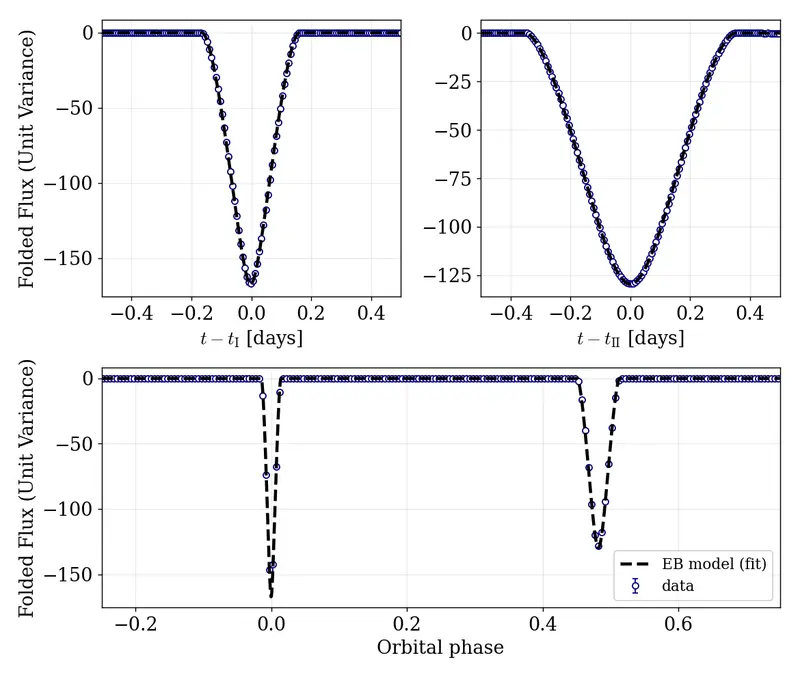 Folded Flux (Unit Variance)
0
−50
−100
−150
−0.4 −0.2 0.0 0.2 0.4
t − t_I [days]
0
−25
−50
−75
−100
−125
−0.4 −0.2 0.0 0.2 0.4
t − t_II [days]
Folded Flux (Unit Variance)
0
−50
−100
−150
−0.2 0.0 0.2 0.4 0.6
Orbital phase
EB model (fit)
data